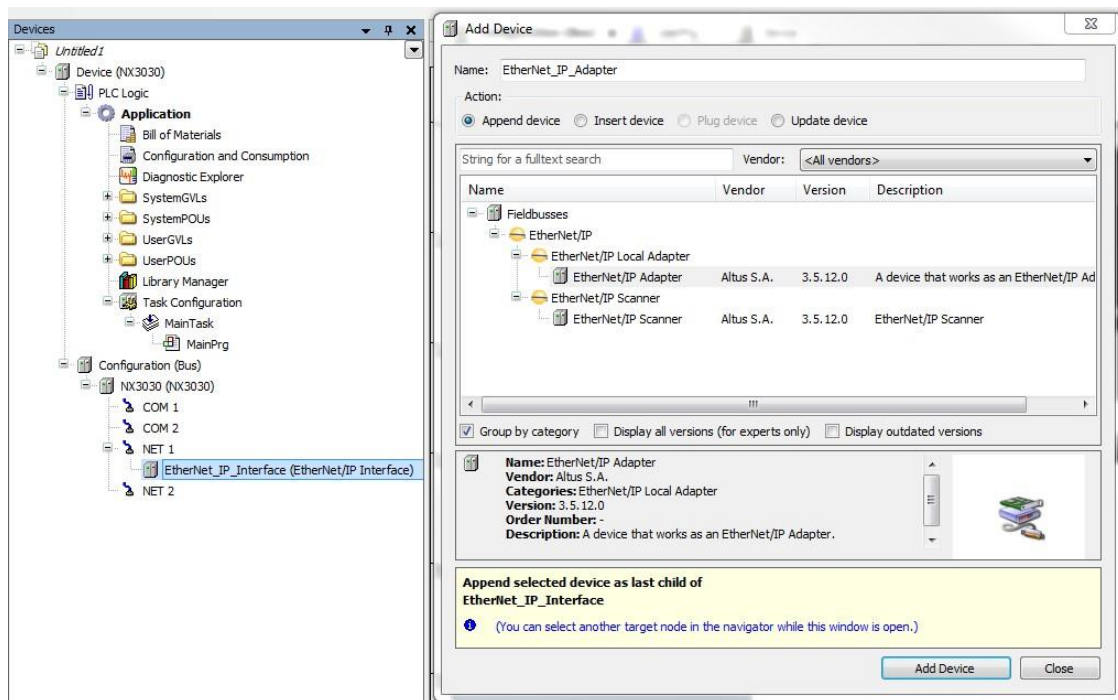 Devices
Untitled1
Device (NX3030)
PLC Logic
Application
Bill of Materials
Configuration and Consumption
Diagnostic Explorer
SystemGVLs
SystemPOUs
UserGVLs
UserPOUs
Library Manager
Task Configuration
MainTask
MainPrg
Configuration (Bus)
NX3030 (NX3030)
COM 1
COM 2
NET 1
EtherNet_IP_Interface (EtherNet/IP Interface)
NET 2
Add Device
Name: EtherNet_IP_Adapter
Action:
Append device Insert device Plug device Update device
String for a fulltext search Vendor: <All vendors>
Name Vendor Version Description
Fieldbusses
EtherNet/IP
EtherNet/IP Local Adapter
EtherNet/IP Adapter Altus S.A. 3.5.12.0 A device that works as an EtherNet/IP Ad
EtherNet/IP Scanner
EtherNet/IP Scanner Altus S.A. 3.5.12.0 EtherNet/IP Scanner
Group by category Display all versions (for experts only) Display outdated versions
Name: EtherNet/IP Adapter
Vendor: Altus S.A.
Categories: EtherNet/IP Local Adapter
Version: 3.5.12.0
Order Number: -
Description: A device that works as an EtherNet/IP Adapter.
Append selected device as last child of
EtherNet_IP_Interface
(You can select another target node in the navigator while this window is open.)
Add Device Close